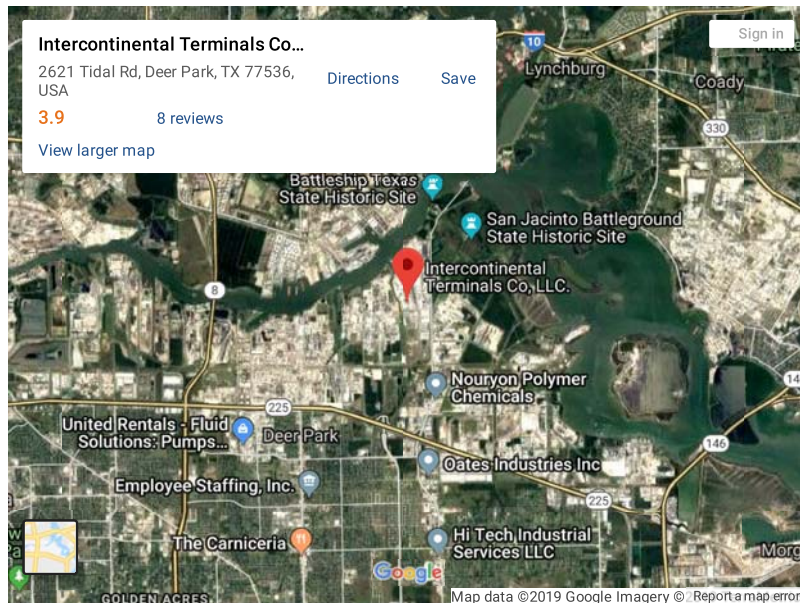 Intercontinental Terminals Co...
2621 Tidal Rd, Deer Park, TX 77536,
USA
Directions
Save
3.9
8 reviews
View larger map
Sign in
10
Lynchburg
Coady
330
Battleship Texas
State Historic Site
San Jacinto Battleground
State Historic Site
Intercontinental
Terminals Co, LLC.
8
Nouryon Polymer
Chemicals
225
146
United Rentals - Fluid
Solutions: Pumps...
Deer Park
Oates Industries Inc
Employee Staffing, Inc.
225
The Carniceria
Hi Tech Industrial
Services LLC
Morg
Google
GOLDEN ACRES
Map data ©2019 Google Imagery ©
Report a map error